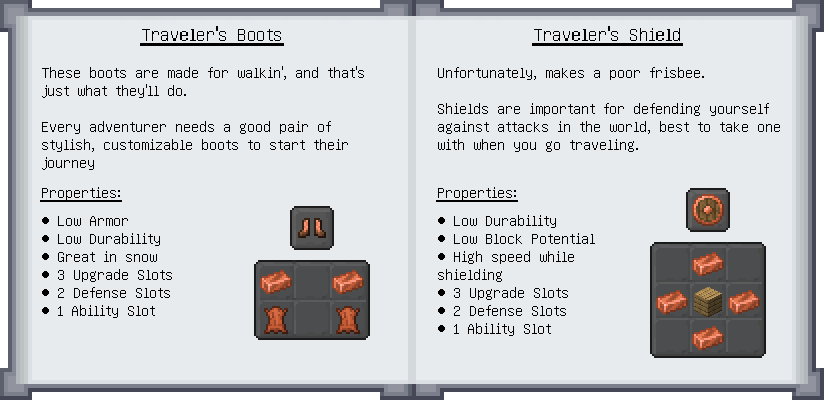 Traveler's Boots
These boots are made for walkin', and that's
just what they'll do.
Every adventurer needs a good pair of
stylish, customizable boots to start their
journey
Properties:
● Low Armor
● Low Durability
● Great in snow
● 3 Upgrade Slots
● 2 Defense Slots
● 1 Ability Slot
Traveler's Shield
Unfortunately, makes a poor frisbee.
Shields are important for defending yourself
against attacks in the world, best to take one
with when you go traveling.
Properties:
● Low Durability
● Low Block Potential
● High speed while
shielding
● 3 Upgrade Slots
● 2 Defense Slots
● 1 Ability Slot